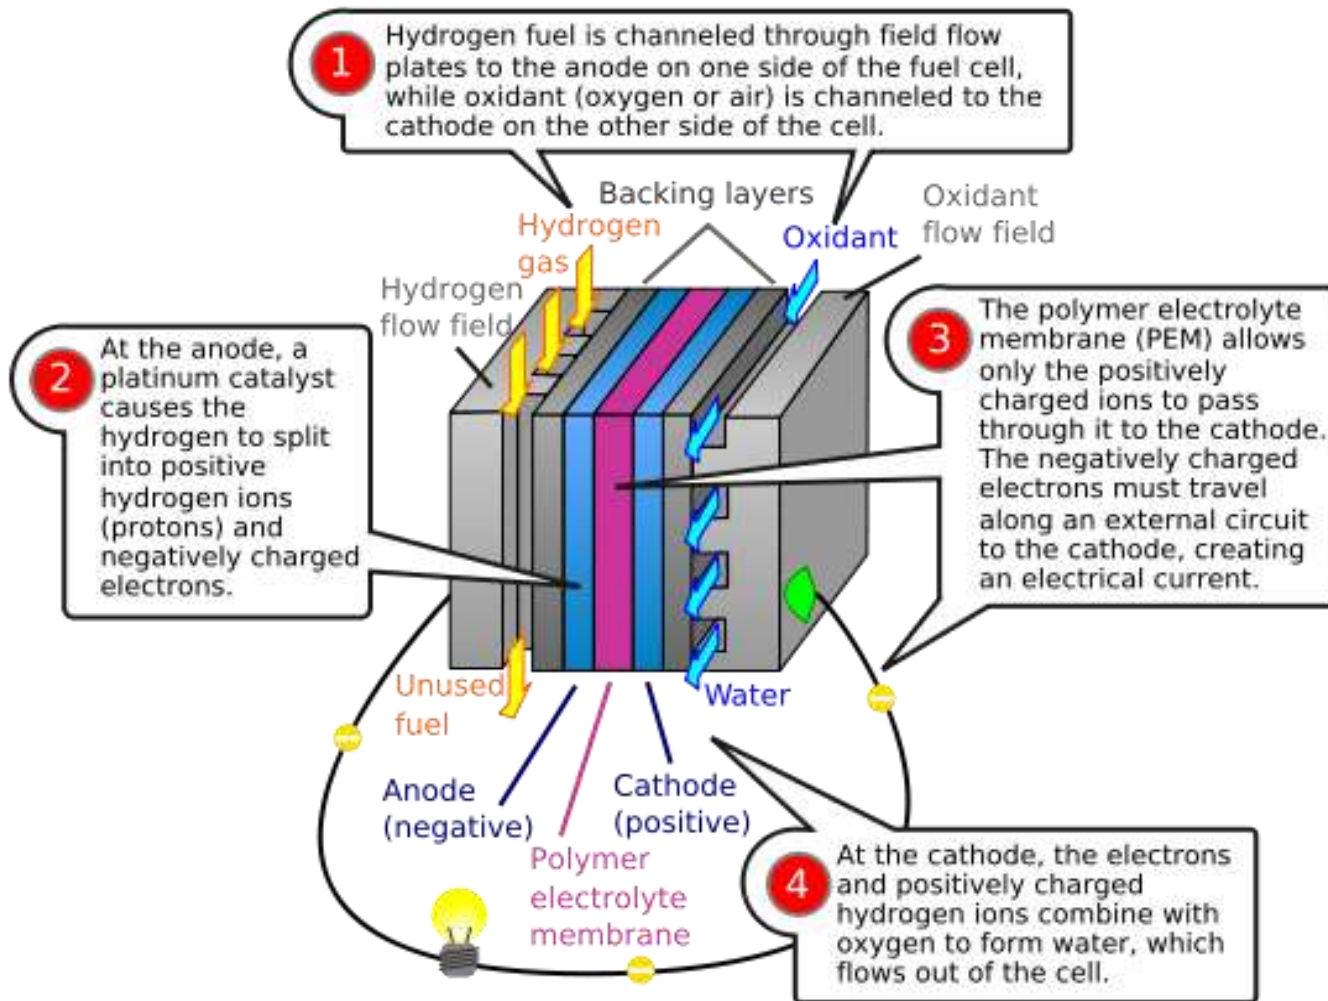 1
Hydrogen fuel is channeled through field flow
plates to the anode on one side of the fuel cell,
while oxidant (oxygen or air) is channeled to the
cathode on the other side of the cell.
Backing layers
Oxidant
flow field
Hydrogen
gas
Oxidant
Hydrogen
flow field
2
At the anode, a
platinum catalyst
causes the
hydrogen to split
into positive
hydrogen ions
(protons) and
negatively charged
electrons.
3
The polymer electrolyte
membrane (PEM) allows
only the positively
charged ions to pass
through it to the cathode.
The negatively charged
electrons must travel
along an external circuit
to the cathode, creating
an electrical current.
Unused
fuel
Water
Anode
(negative)
Cathode
(positive)
Polymer
electrolyte
membrane
4
At the cathode, the electrons
and positively charged
hydrogen ions combine with
oxygen to form water, which
flows out of the cell.